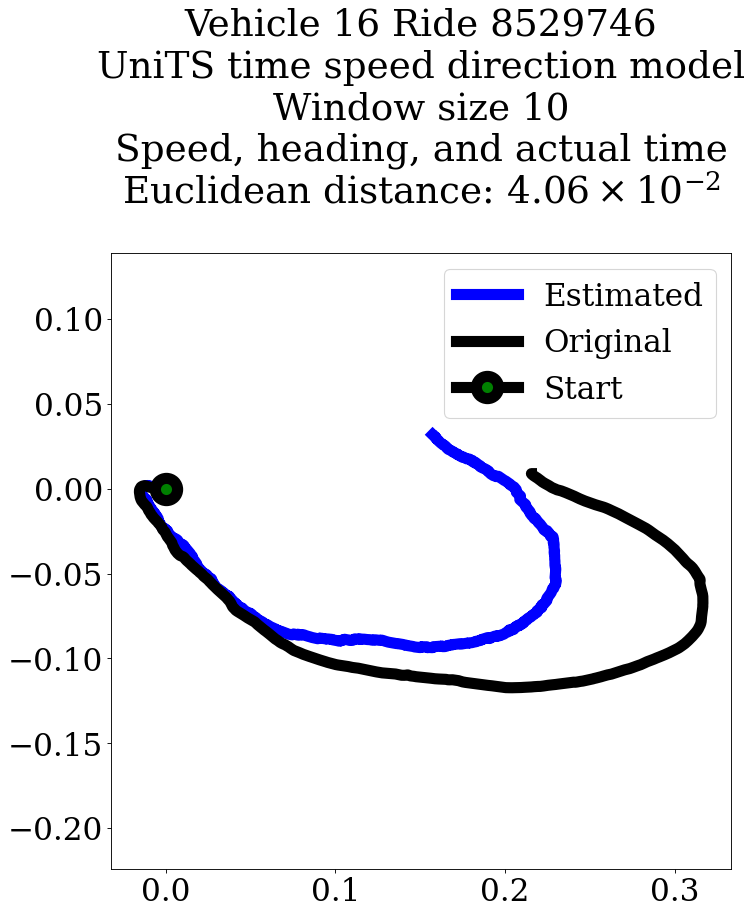 Vehicle 16 Ride 8529746
UniTS time speed direction model
Window size 10
Speed, heading, and actual time
Euclidean distance: 4.06 × 10⁻²
Estimated
Original
Start
0.10
0.05
0.00
−0.05
−0.10
−0.15
−0.20
0.0 0.1 0.2 0.3